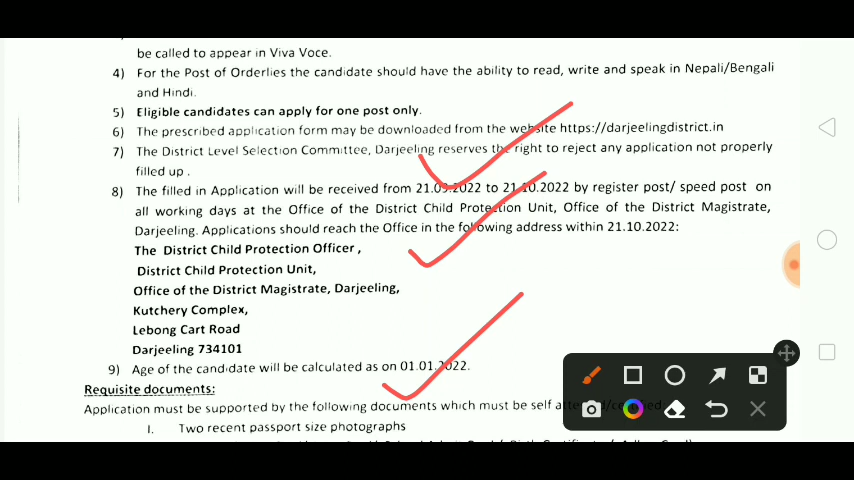 be called to appear in Viva Voce.
4) For the Post of Orderlies the candidate should have the ability to read, write and speak in Nepali/Bengali
and Hindi.
5) Eligible candidates can apply for one post only.
6) The prescribed application form may be downloaded from the website https://darjeelingdistrict.in
7) The District Level Selection Committee, Darjeeling reserves the right to reject any application not properly
filled up .
8) The filled in Application will be received from 21.09.2022 to 21.10.2022 by register post/ speed post on
all working days at the Office of the District Child Protection Unit, Office of the District Magistrate,
Darjeeling. Applications should reach the Office in the following address within 21.10.2022:
The District Child Protection Officer ,
District Child Protection Unit,
Office of the District Magistrate, Darjeeling,
Kutchery Complex,
Lebong Cart Road
Darjeeling 734101
9) Age of the candidate will be calculated as on 01.01.2022.
Requisite documents:
Application must be supported by the following documents which must be self
I. Two recent passport size photographs